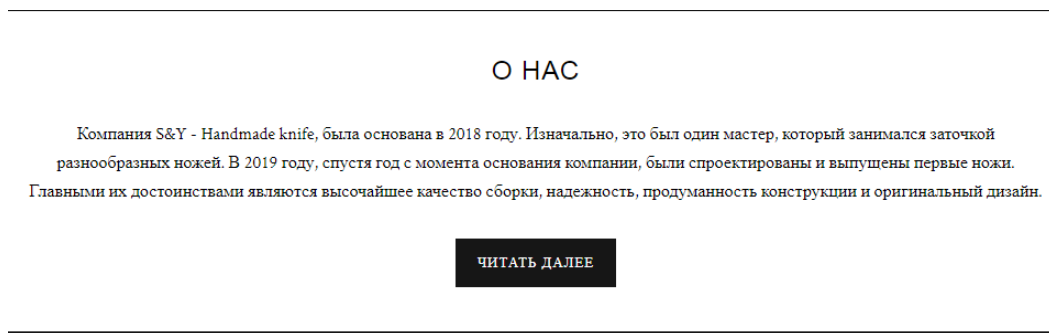 О НАС
Компания S&Y - Handmade knife, была основана в 2018 году. Изначально, это был один мастер, который занимался заточкой
разнообразных ножей. В 2019 году, спустя год с момента основания компании, были спроектированы и выпущены первые ножи.
Главными их достоинствами являются высочайшее качество сборки, надежность, продуманность конструкции и оригинальный дизайн.
ЧИТАТЬ ДАЛЕЕ